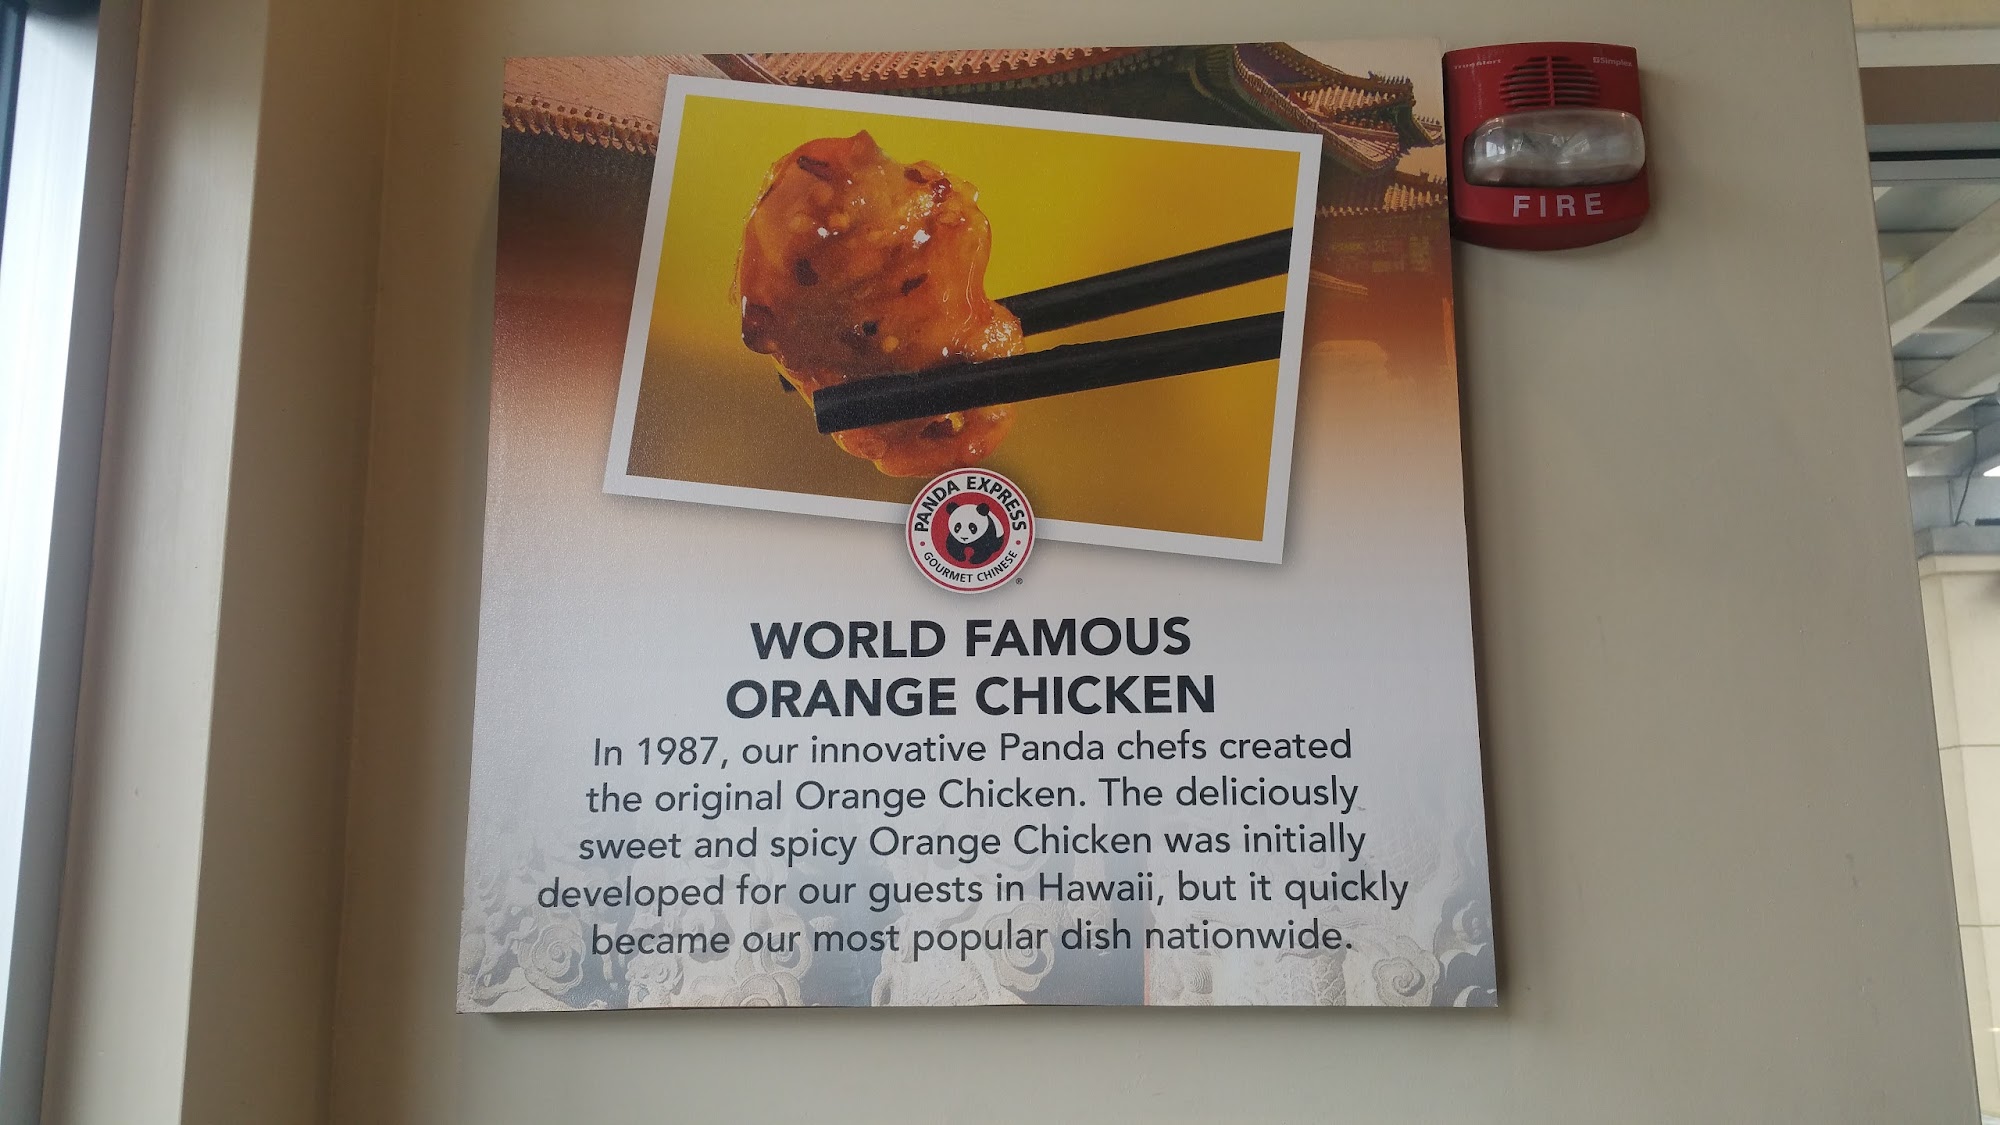 TrueAlert
Simplex
FIRE
PANDA EXPRESS
GOURMET CHINESE
®
WORLD FAMOUS
ORANGE CHICKEN
In 1987, our innovative Panda chefs created
the original Orange Chicken. The deliciously
sweet and spicy Orange Chicken was initially
developed for our guests in Hawaii, but it quickly
became our most popular dish nationwide.